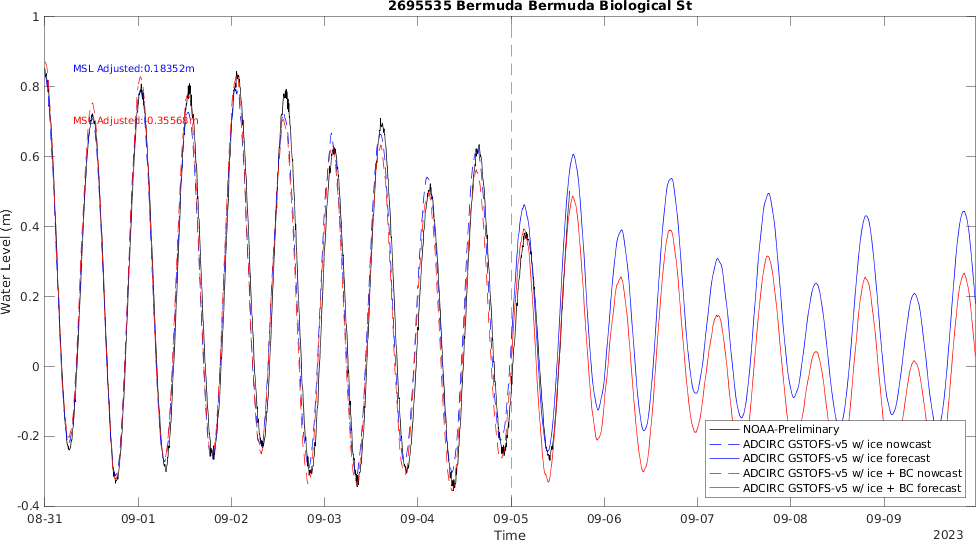 2695535 Bermuda Bermuda Biological St
1
0.8
0.6
0.4
0.2
0
-0.2
-0.4
Water Level (m)
MSL Adjusted:0.18352m
MSL Adjusted:-0.35568m
NOAA-Preliminary
ADCIRC GSTOFS-v5 w/ ice nowcast
ADCIRC GSTOFS-v5 w/ ice forecast
ADCIRC GSTOFS-v5 w/ ice + BC nowcast
ADCIRC GSTOFS-v5 w/ ice + BC forecast
08-31 09-01 09-02 09-03 09-04 09-05 09-06 09-07 09-08 09-09
Time
2023